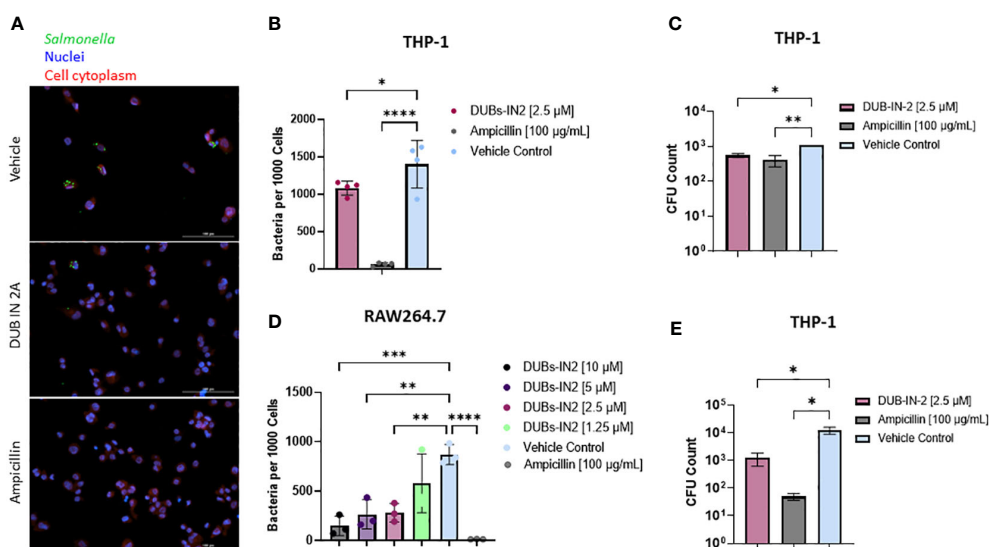 A
Salmonella
Nuclei
Cell cytoplasm
Vehicle
DUB IN 2A
Ampicillin
B
THP-1
*
****
Bacteria per 1000 Cells
2000
1500
1000
500
0
DUBs-IN2 [2.5 µM]
Ampicillin [100 µg/mL]
Vehicle Control
C
THP-1
*
**
CFU Count
10⁴
10³
10²
10¹
10⁰
DUB-IN-2 [2.5 µM]
Ampicillin [100 µg/mL]
Vehicle Control
D
RAW264.7
***
**
** ****
Bacteria per 1000 Cells
1500
1000
500
0
DUBs-IN2 [10 µM]
DUBs-IN2 [5 µM]
DUBs-IN2 [2.5 µM]
DUBs-IN2 [1.25 µM]
Vehicle Control
Ampicillin [100 µg/mL]
E
THP-1
*
*
CFU Count
10⁵
10⁴
10³
10²
10¹
10⁰
DUB-IN-2 [2.5 µM]
Ampicillin [100 µg/mL]
Vehicle Control